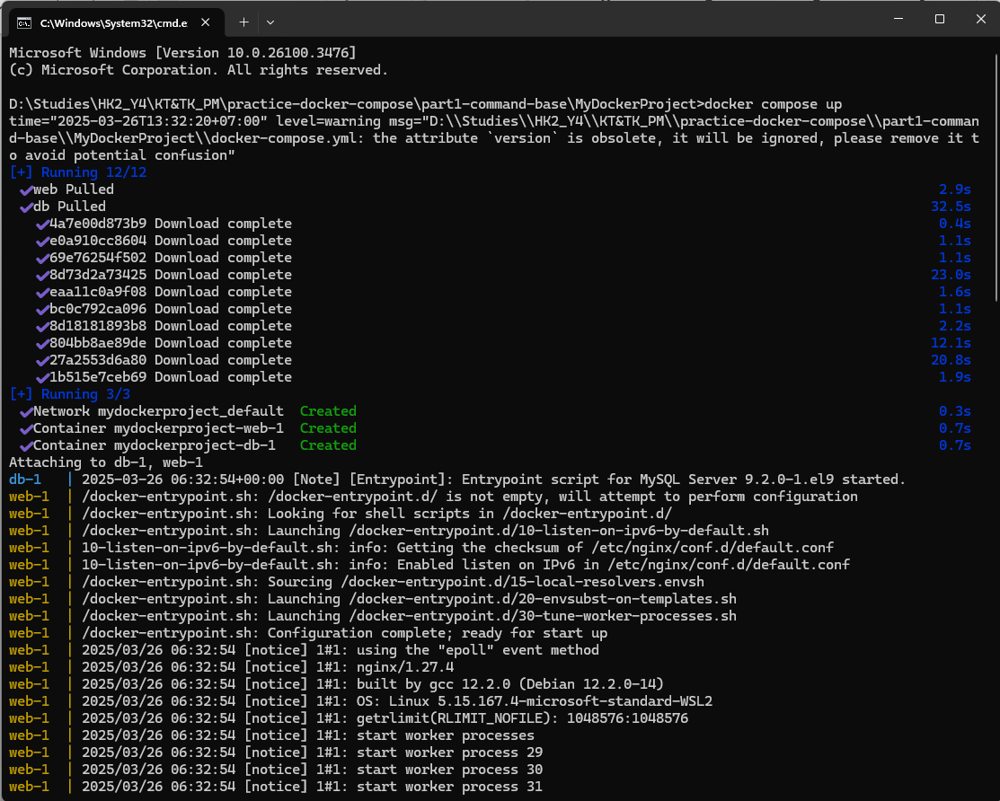 C:\Windows\System32\cmd.e
Microsoft Windows [Version 10.0.26100.3476]
(c) Microsoft Corporation. All rights reserved.
D:\Studies\HK2_Y4\KT&TK_PM\practice-docker-compose\part1-command-base\MyDockerProject>docker compose up
time="2025-03-26T13:32:20+07:00" level=warning msg="D:\\Studies\\HK2_Y4\\KT&TK_PM\\practice-docker-compose\\part1-comman
d-base\\MyDockerProject\\docker-compose.yml: the attribute `version` is obsolete, it will be ignored, please remove it t
o avoid potential confusion"
[+] Running 12/12
✔web Pulled 2.9s
✔db Pulled 32.5s
✔4a7e00d873b9 Download complete 0.4s
✔e0a910cc8604 Download complete 1.1s
✔69e76254f502 Download complete 1.1s
✔8d73d2a73425 Download complete 23.0s
✔eaa11c0a9f08 Download complete 1.6s
✔bc0c792ca096 Download complete 1.1s
✔8d18181893b8 Download complete 2.2s
✔804bb8ae89de Download complete 12.1s
✔27a2553d6a80 Download complete 20.8s
✔1b515e7ceb69 Download complete 1.9s
[+] Running 3/3
✔Network mydockerproject_default Created 0.3s
✔Container mydockerproject-web-1 Created 0.7s
✔Container mydockerproject-db-1 Created 0.7s
Attaching to db-1, web-1
db-1 | 2025-03-26 06:32:54+00:00 [Note] [Entrypoint]: Entrypoint script for MySQL Server 9.2.0-1.el9 started.
web-1 | /docker-entrypoint.sh: /docker-entrypoint.d/ is not empty, will attempt to perform configuration
web-1 | /docker-entrypoint.sh: Looking for shell scripts in /docker-entrypoint.d/
web-1 | /docker-entrypoint.sh: Launching /docker-entrypoint.d/10-listen-on-ipv6-by-default.sh
web-1 | 10-listen-on-ipv6-by-default.sh: info: Getting the checksum of /etc/nginx/conf.d/default.conf
web-1 | 10-listen-on-ipv6-by-default.sh: info: Enabled listen on IPv6 in /etc/nginx/conf.d/default.conf
web-1 | /docker-entrypoint.sh: Sourcing /docker-entrypoint.d/15-local-resolvers.envsh
web-1 | /docker-entrypoint.sh: Launching /docker-entrypoint.d/20-envsubst-on-templates.sh
web-1 | /docker-entrypoint.sh: Launching /docker-entrypoint.d/30-tune-worker-processes.sh
web-1 | /docker-entrypoint.sh: Configuration complete; ready for start up
web-1 | 2025/03/26 06:32:54 [notice] 1#1: using the "epoll" event method
web-1 | 2025/03/26 06:32:54 [notice] 1#1: nginx/1.27.4
web-1 | 2025/03/26 06:32:54 [notice] 1#1: built by gcc 12.2.0 (Debian 12.2.0-14)
web-1 | 2025/03/26 06:32:54 [notice] 1#1: OS: Linux 5.15.167.4-microsoft-standard-WSL2
web-1 | 2025/03/26 06:32:54 [notice] 1#1: getrlimit(RLIMIT_NOFILE): 1048576:1048576
web-1 | 2025/03/26 06:32:54 [notice] 1#1: start worker processes
web-1 | 2025/03/26 06:32:54 [notice] 1#1: start worker process 29
web-1 | 2025/03/26 06:32:54 [notice] 1#1: start worker process 30
web-1 | 2025/03/26 06:32:54 [notice] 1#1: start worker process 31